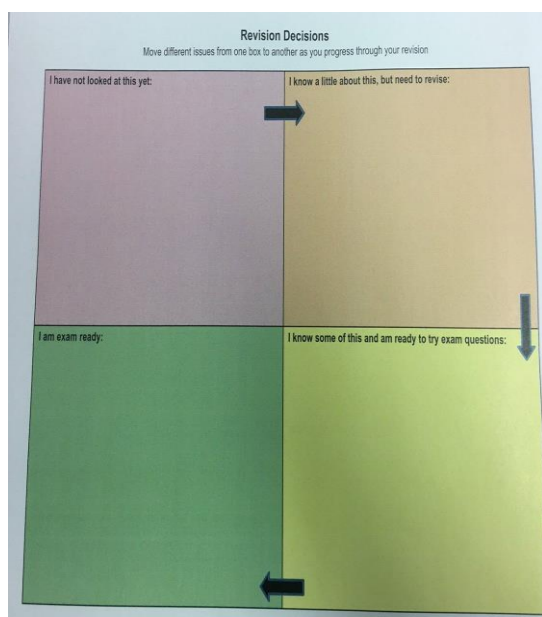 Revision Decisions
Move different issues from one box to another as you progress through your revision
I have not looked at this yet:
I know a little about this, but need to revise:
I am exam ready:
I know some of this and am ready to try exam questions: